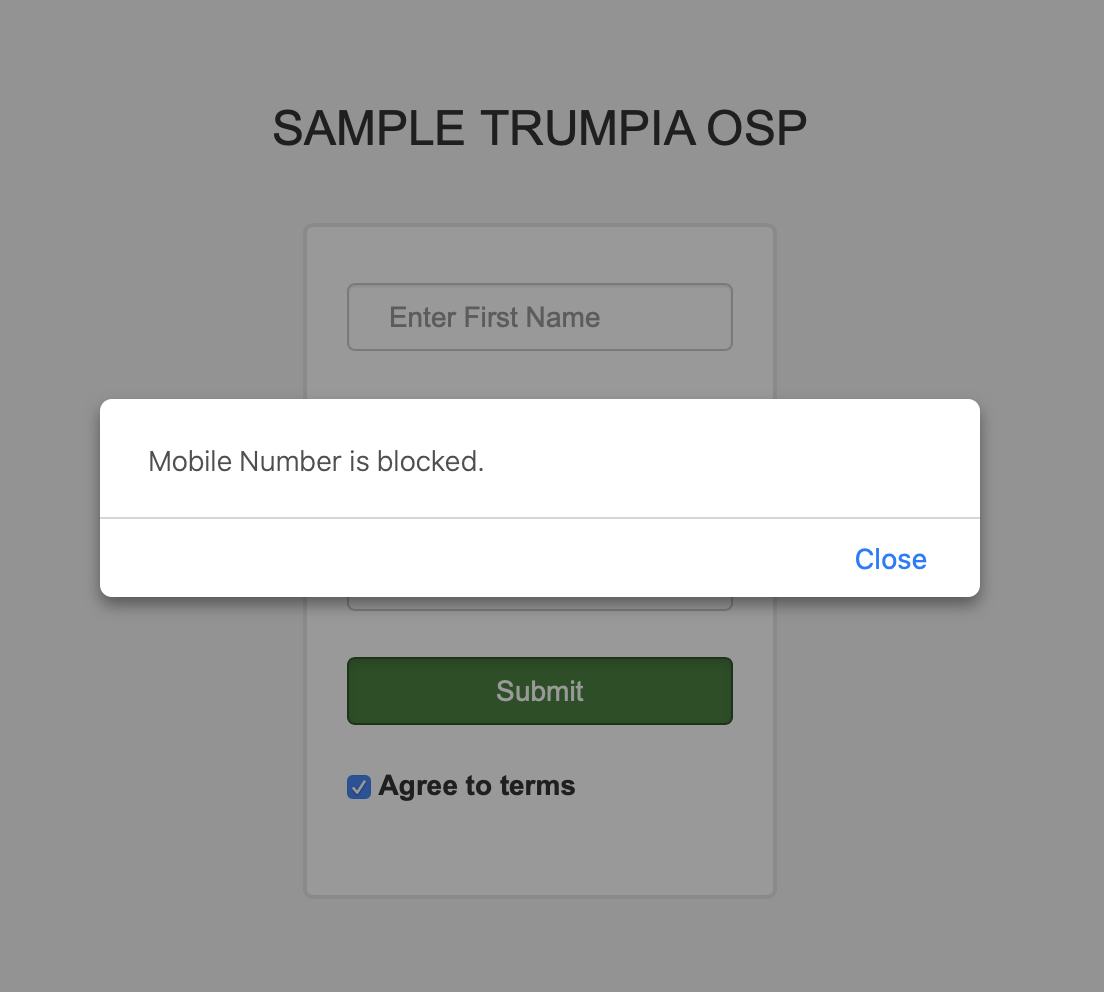 SAMPLE TRUMPIA OSP
Enter First Name
Mobile Number is blocked.
Close
Submit
Agree to terms